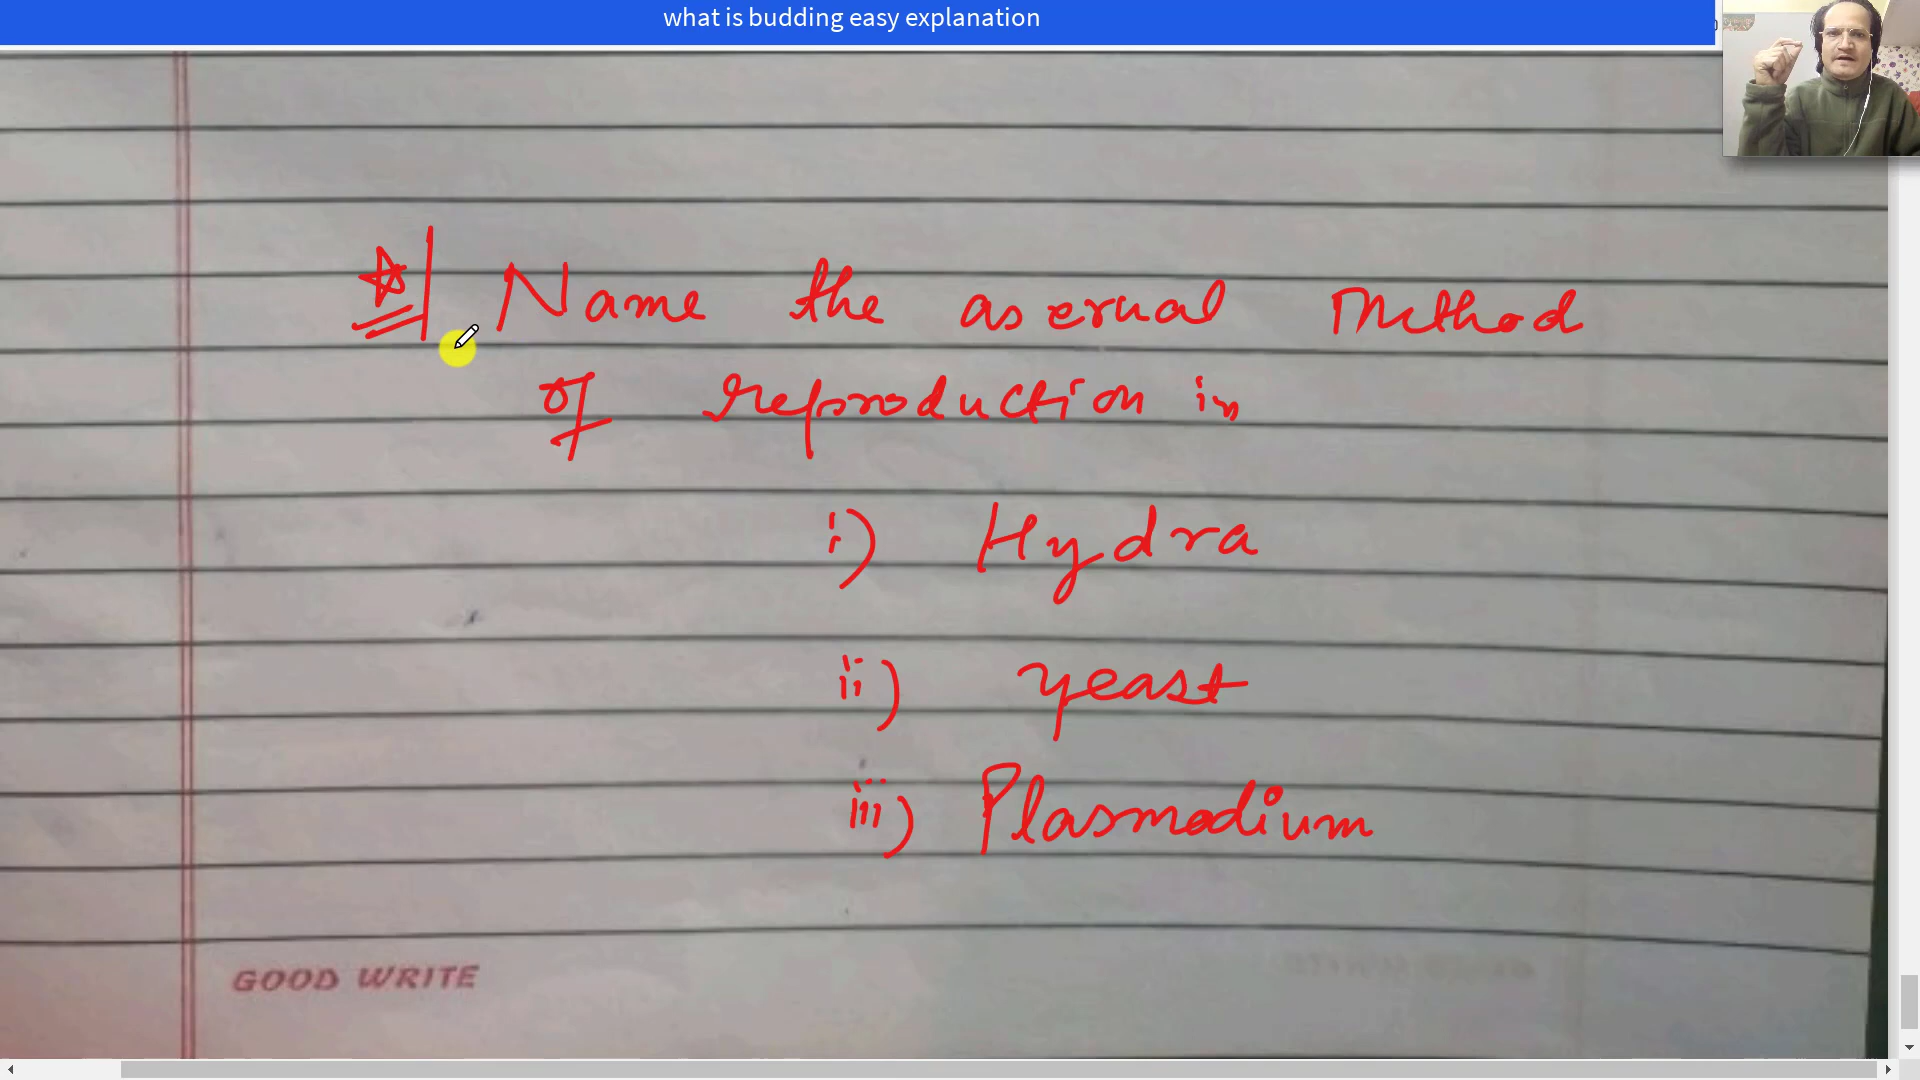 what is budding easy explanation
Name the asexual Method
of reproduction in
i) Hydra
ii) yeast
iii) Plasmodium
GOOD WRITE